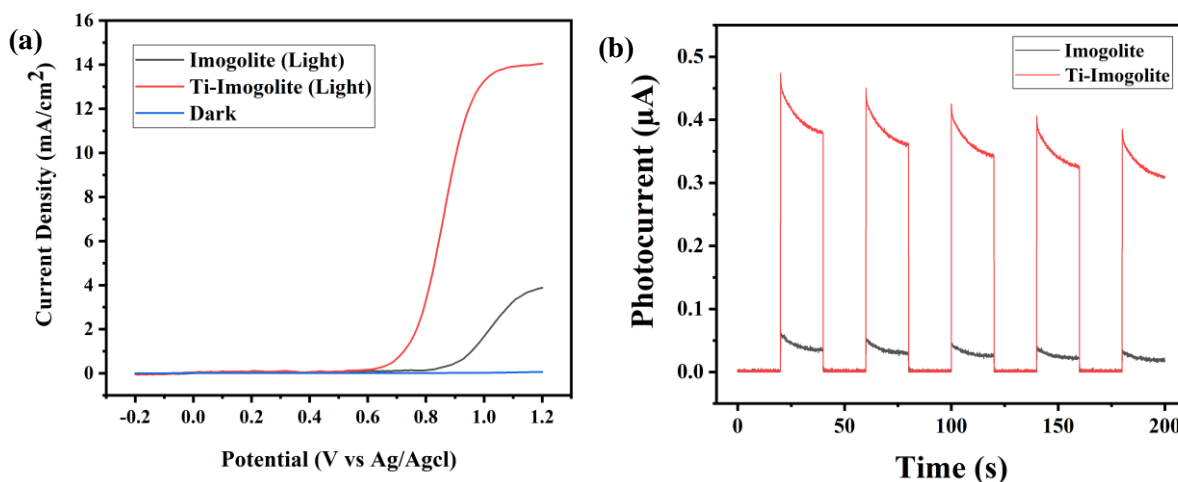 (a)
16
14
12
10
8
6
4
2
0
-0.2 0.0 0.2 0.4 0.6 0.8 1.0 1.2
Current Density (mA/cm²)
Potential (V vs Ag/Agcl)
Imogolite (Light)
Ti-Imogolite (Light)
Dark
(b)
0.5
0.4
0.3
0.2
0.1
0.0
0 50 100 150 200
Photocurrent (µA)
Time (s)
Imogolite
Ti-Imogolite